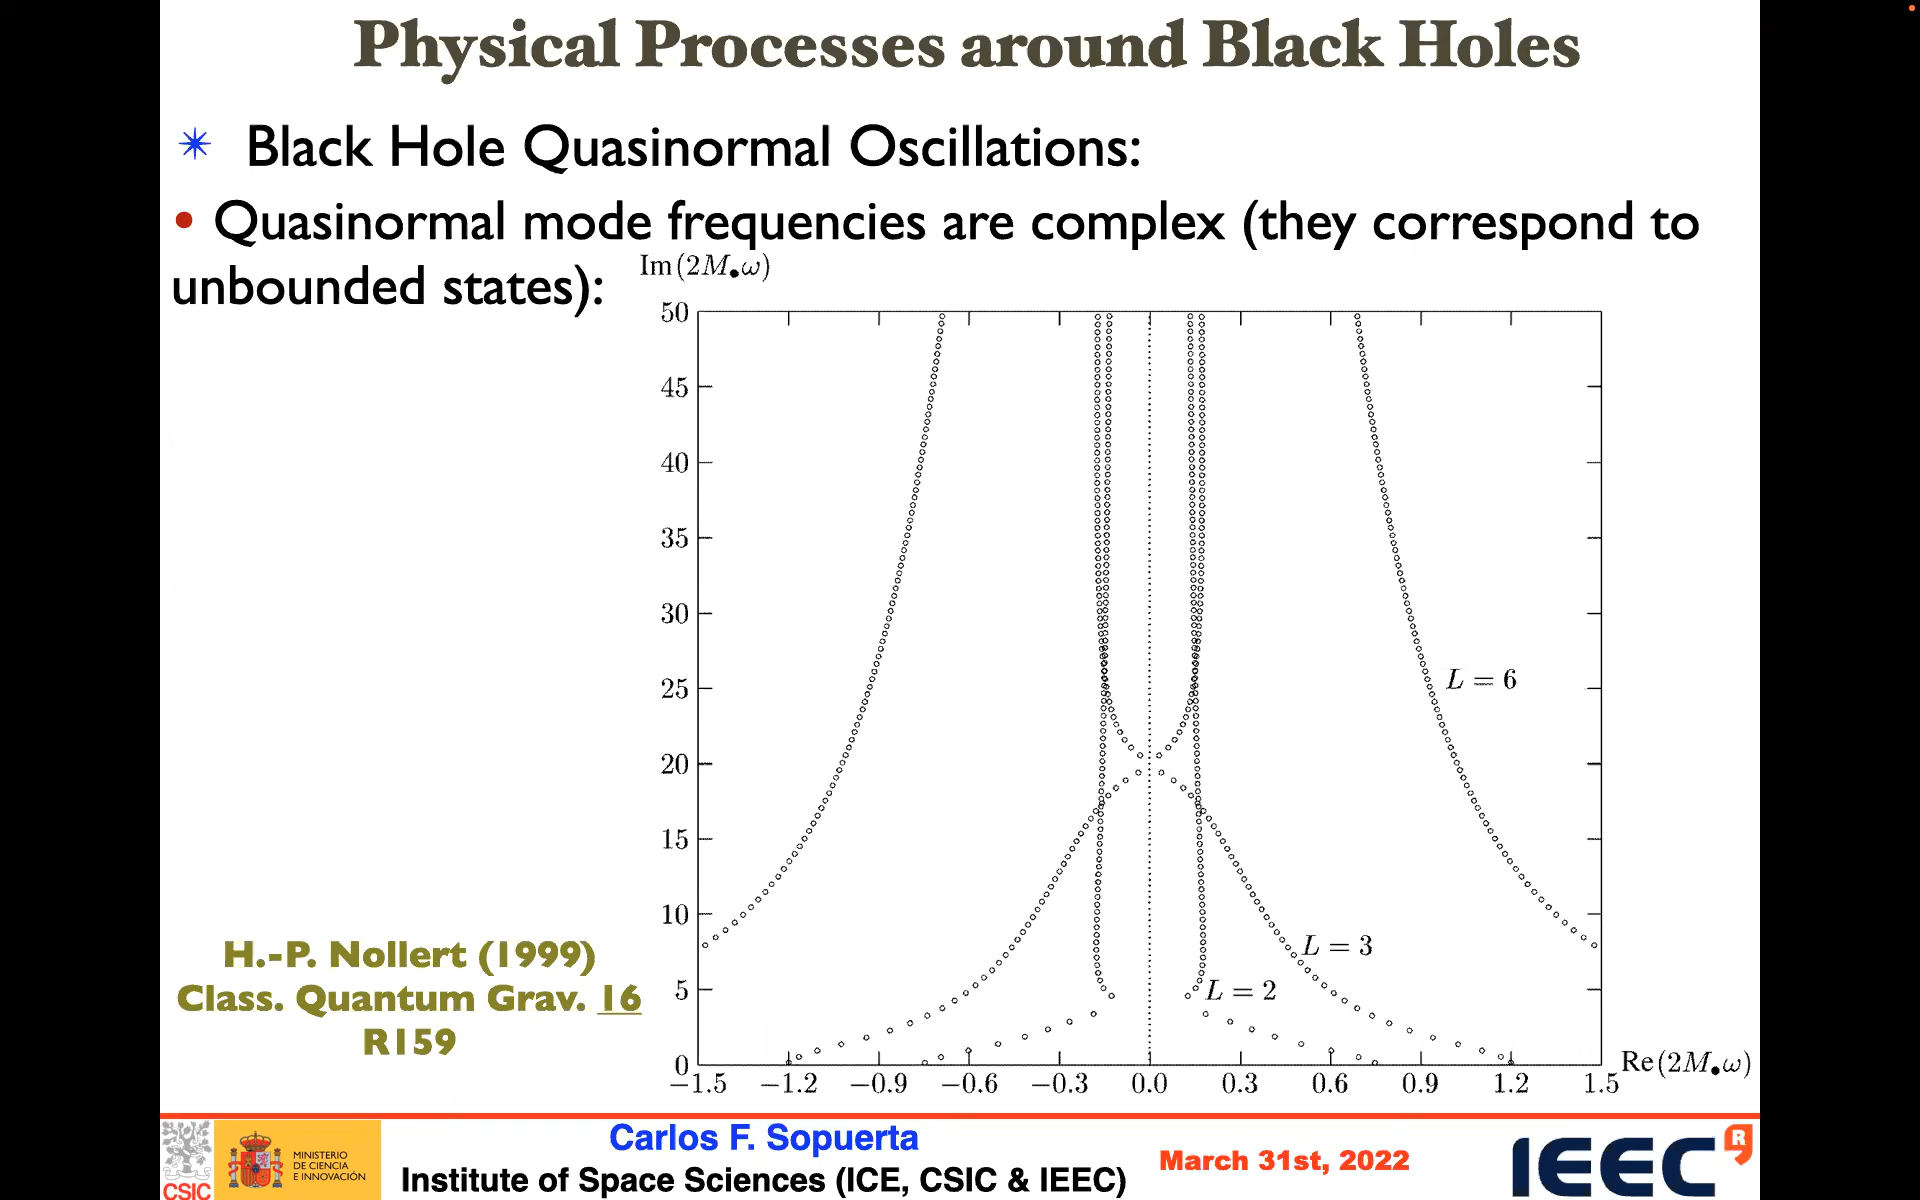 Physical Processes around Black Holes
Black Hole Quasinormal Oscillations:
• Quasinormal mode frequencies are complex (they correspond to
unbounded states):
Im(2M•ω)
50
45
40
35
30
25
20
15
10
5
0
L = 6
L = 3
L = 2
−1.5 −1.2 −0.9 −0.6 −0.3 0.0 0.3 0.6 0.9 1.2 1.5
Re(2M•ω)
H.-P. Nollert (1999)
Class. Quantum Grav. 16
R159
CSIC
MINISTERIO
DE CIENCIA
E INNOVACIÓN
Carlos F. Sopuerta
Institute of Space Sciences (ICE, CSIC & IEEC)
March 31st, 2022
IEEC
R